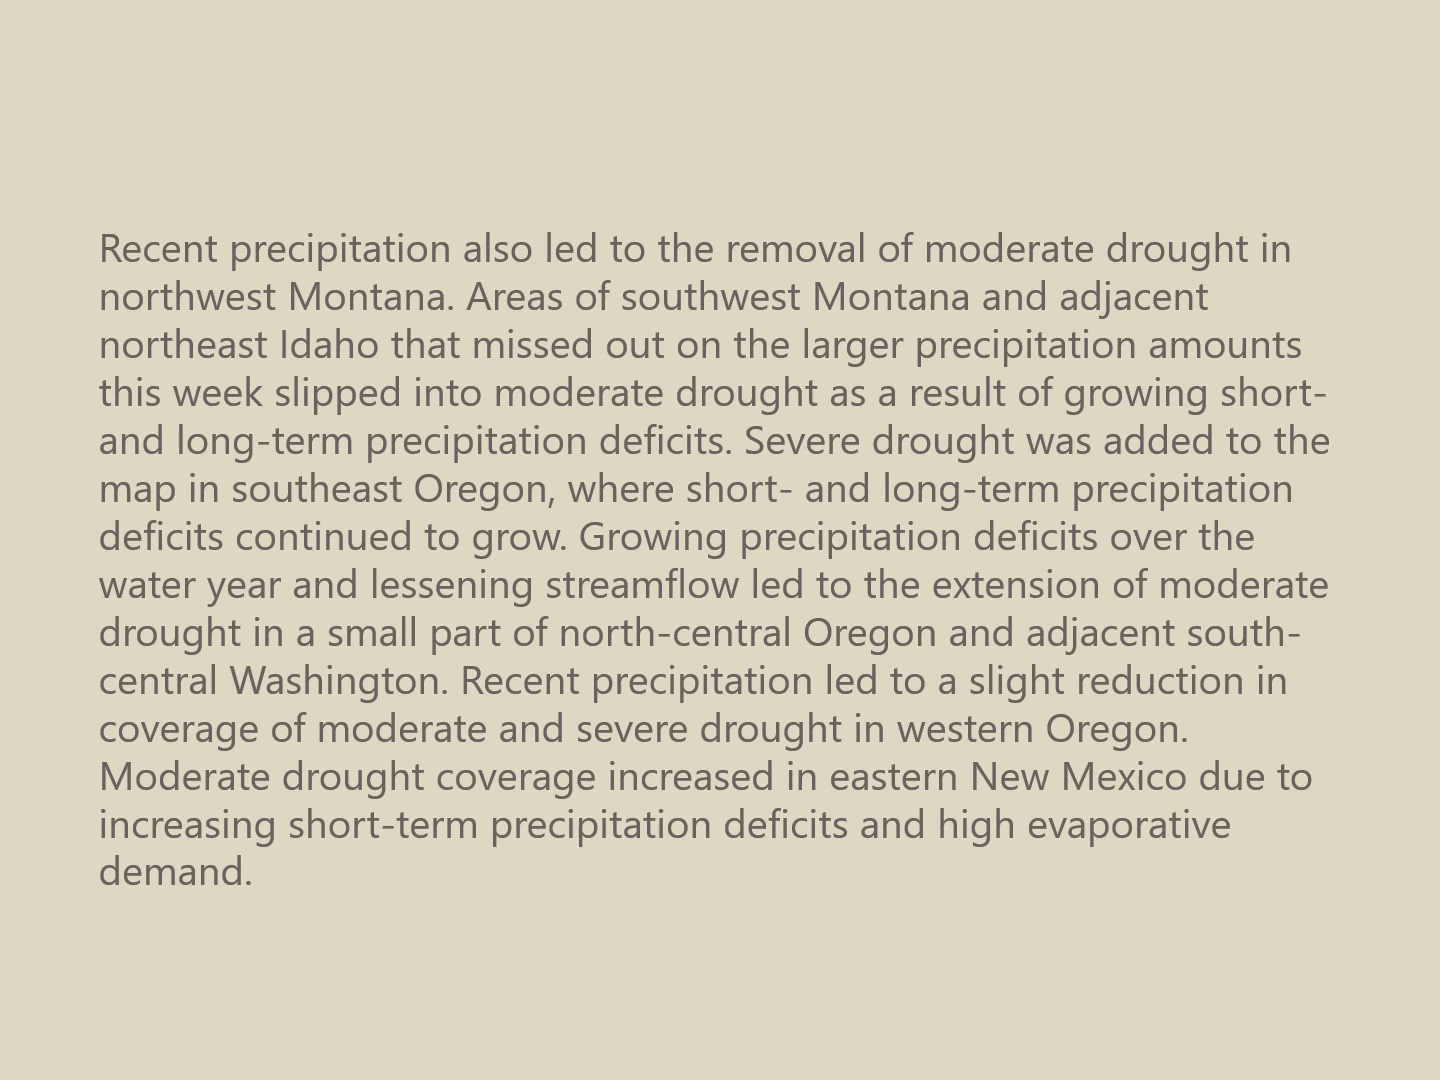 Recent precipitation also led to the removal of moderate drought in
northwest Montana. Areas of southwest Montana and adjacent
northeast Idaho that missed out on the larger precipitation amounts
this week slipped into moderate drought as a result of growing short-
and long-term precipitation deficits. Severe drought was added to the
map in southeast Oregon, where short- and long-term precipitation
deficits continued to grow. Growing precipitation deficits over the
water year and lessening streamflow led to the extension of moderate
drought in a small part of north-central Oregon and adjacent south-
central Washington. Recent precipitation led to a slight reduction in
coverage of moderate and severe drought in western Oregon.
Moderate drought coverage increased in eastern New Mexico due to
increasing short-term precipitation deficits and high evaporative
demand.